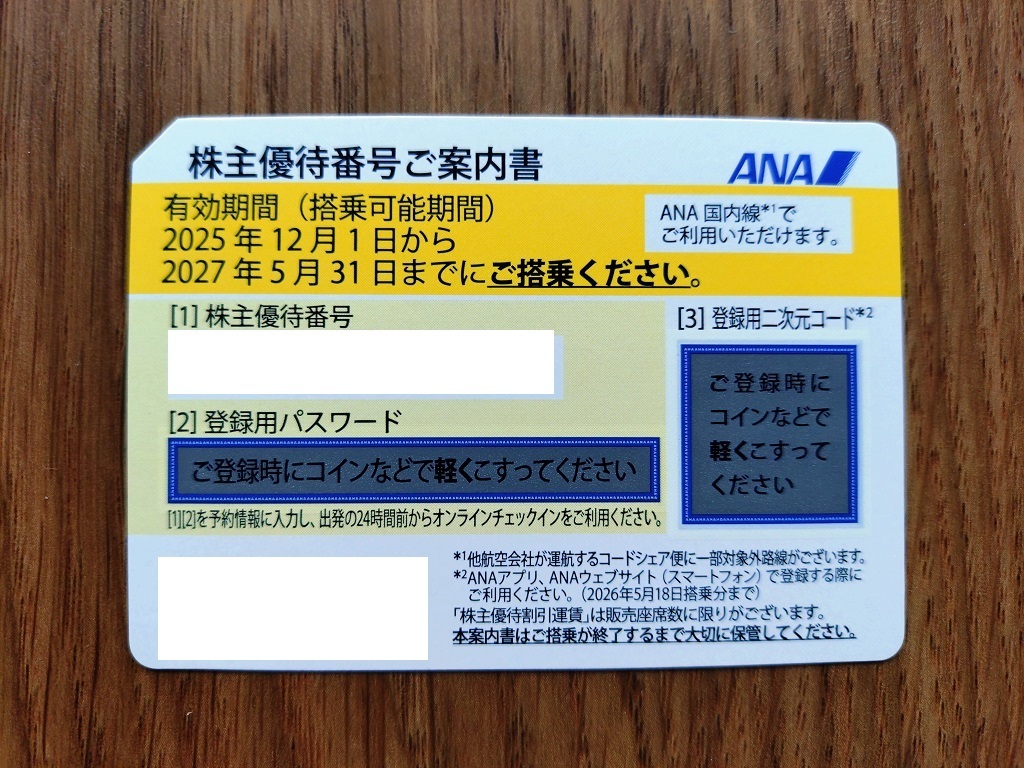 株主優待番号ご案内書
ANA
有効期間（搭乗可能期間）
2025年12月1日から
2027年5月31日までにご搭乗ください。
ANA国内線*1で
ご利用いただけます。
[1] 株主優待番号
[2] 登録用パスワード
ご登録時にコインなどで軽くこすってください
[1][2]を予約情報に入力し、出発の24時間前からオンラインチェックインをご利用ください。
[3] 登録用二次元コード*2
ご登録時に
コインなどで
軽くこすって
ください
*1他航空会社が運航するコードシェア便に一部対象外路線がございます。
*2ANAアプリ、ANAウェブサイト（スマートフォン）で登録する際に
ご利用ください。（2026年5月18日搭乗分まで）
「株主優待割引運賃」は販売座席数に限りがございます。
本案内書はご搭乗が終了するまで大切に保管してください。